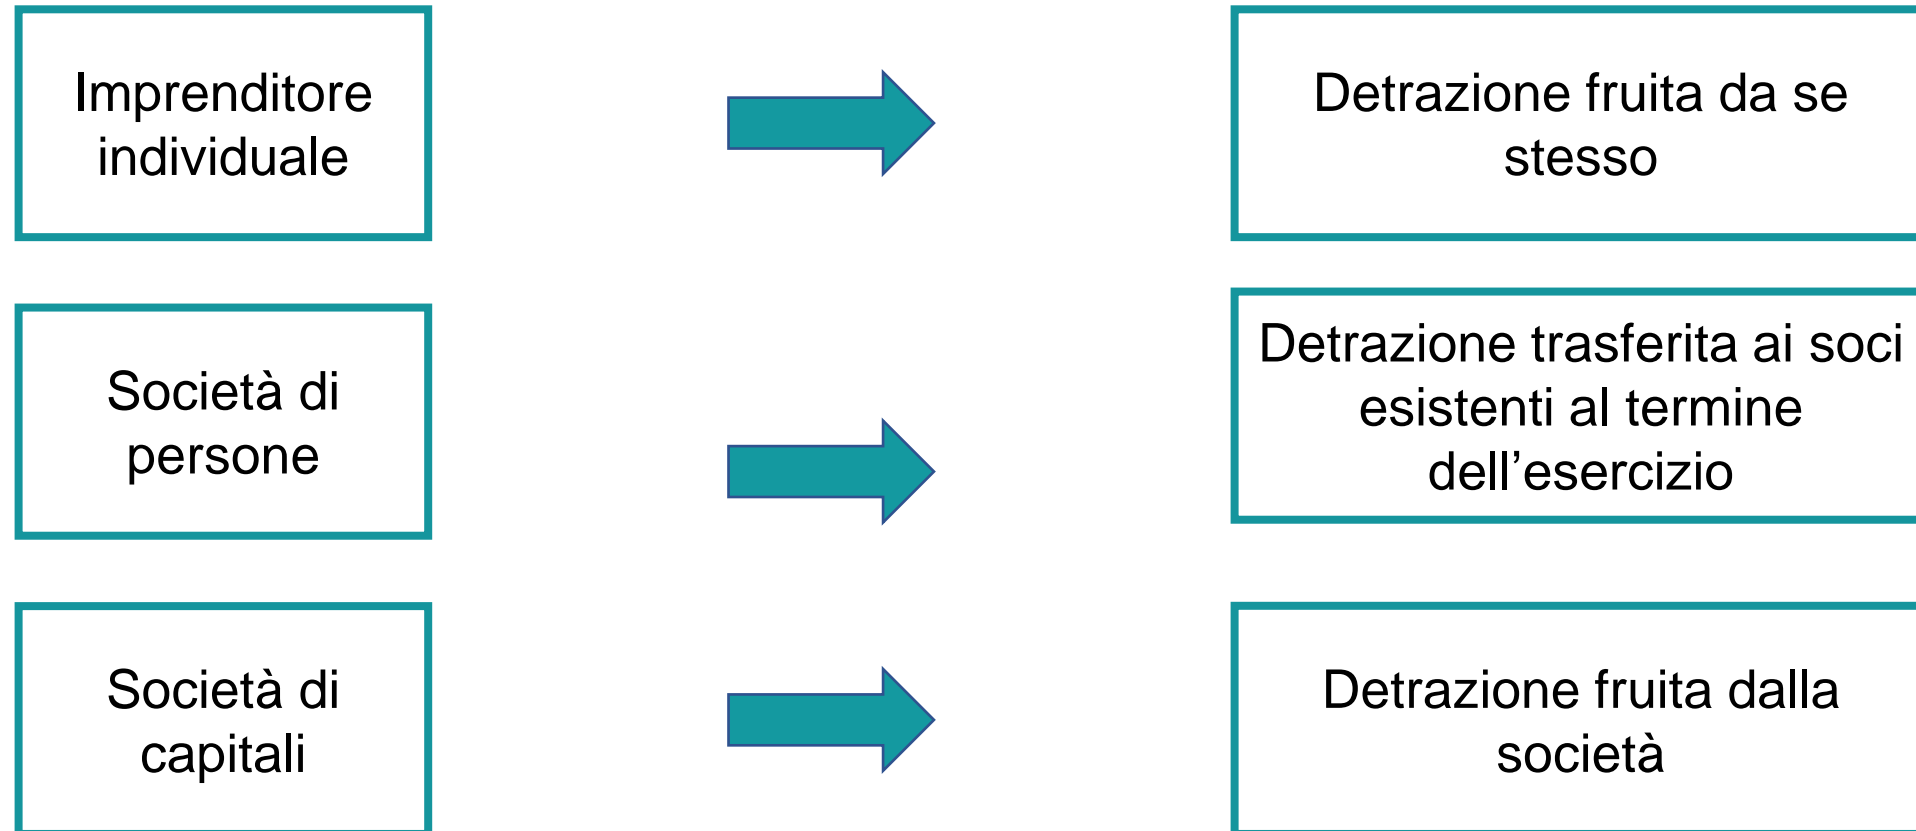 Imprenditore
individuale
Detrazione fruita da se
stesso
Società di
persone
Detrazione trasferita ai soci
esistenti al termine
dell’esercizio
Società di
capitali
Detrazione fruita dalla
società